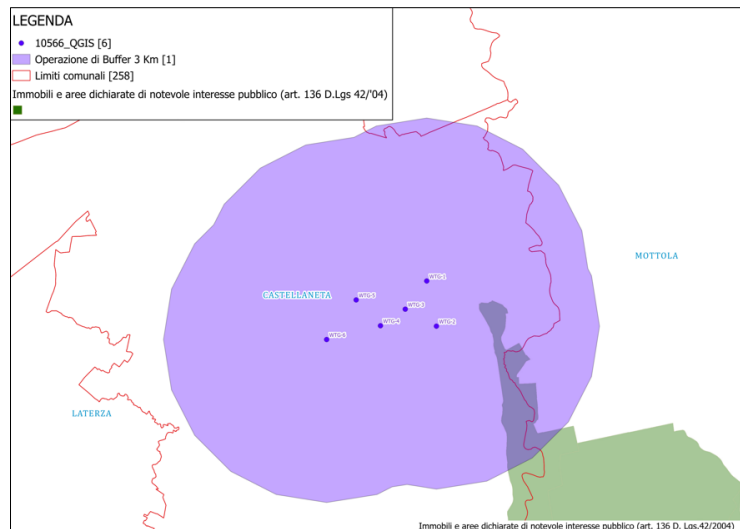 LEGENDA
10566_QGIS [6]
Operazione di Buffer 3 Km [1]
Limiti comunali [258]
Immobili e aree dichiarate di notevole interesse pubblico (art. 136 D.Lgs 42/'04)
MOTTOLA
WTG-1
CASTELLANETA
WTG-5
WTG-3
WTG-4
WTG-2
WTG-6
LATERZA
Immobili e aree dichiarate di notevole interesse pubblico (art. 136 D. Lgs.42/2004)